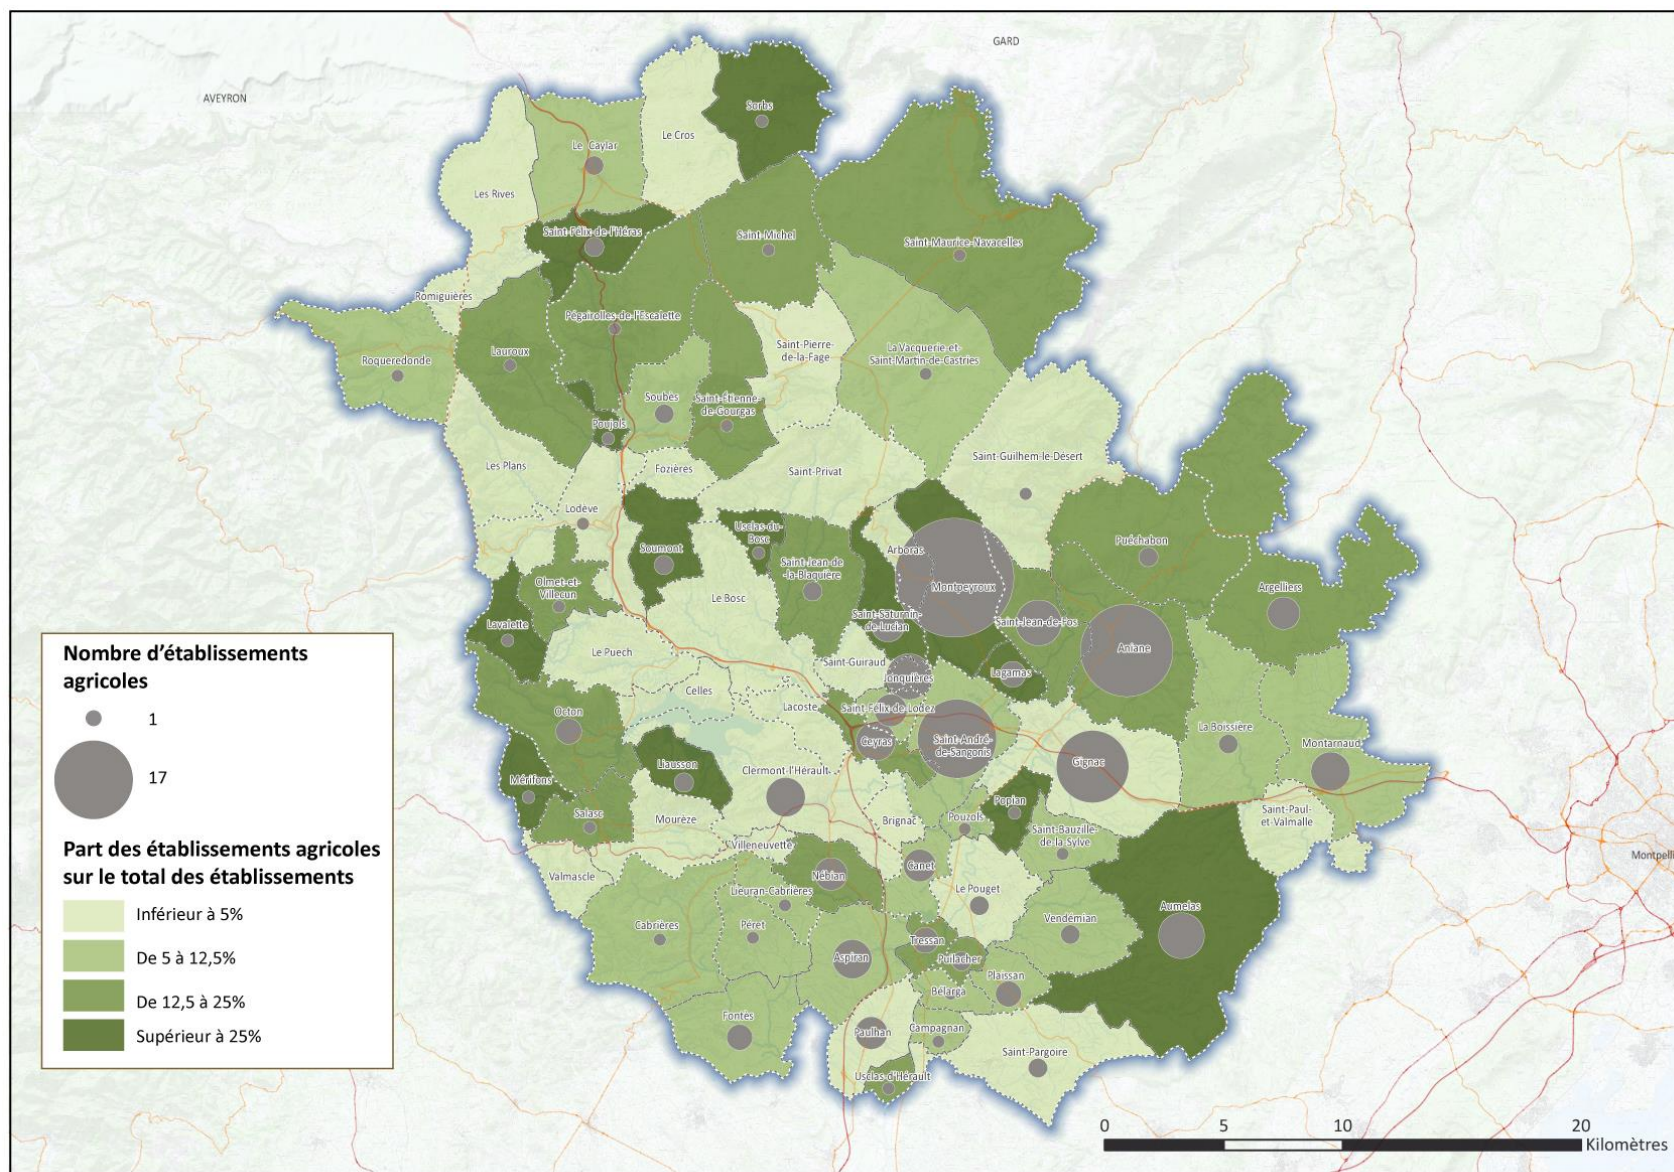 GARD
AVEYRON
Sorbs
Le Cros
Le Caylar
Les Rives
Saint-Félix-de-l'Héras
Saint-Michel
Saint-Maurice-Navacelles
Romiguières
Pégairolles-de-l'Escalette
Saint-Pierre-
de-la-Fage
La Vacquerie-et-
Saint-Martin-de-Castries
Roqueredonde
Lauroux
Soubès
Saint-Étienne-
de-Gourgas
Poujols
Les Plans
Fozières
Saint-Privat
Saint-Guilhem-le-Désert
Lodève
Soumont
Usclas-du-
Bosc
Saint-Jean-de
-la-Blaquière
Arboras
Montpeyroux
Puéchabon
Argelliers
Olmet-et-
Villecun
Le Bosc
Saint-Saturnin-
de-Lucian
Saint-Jean-de-Fos
Lavalette
Le Puech
Saint-Guiraud
Jonquières
Lagamas
Aniane
Celles
Lacoste
Octon
Saint-Félix-de-Lodez
Ceyras
Saint-André-
de-Sangonis
La Boissière
Montarnaud
Gignac
Liausson
Clermont-l'Hérault
Mérifons
Salasc
Mourèze
Brignac
Pouzols
Popian
Saint-Bauzille-
de-la-Sylve
Saint-Paul-
et-Valmalle
Villeneuvette
Valmascle
Nébian
Canet
Montpell
Lieuran-Cabrières
Le Pouget
Vendémian
Aumelas
Cabrières
Péret
Aspiran
Tressan
Puilacher
Plaissan
Bélarga
Fontès
Paulhan
Campagnan
Saint-Pargoire
Usclas-d'Hérault
Nombre d'établissements
agricoles
1
17
Part des établissements agricoles
sur le total des établissements
Inférieur à 5%
De 5 à 12,5%
De 12,5 à 25%
Supérieur à 25%
0 5 10 20
Kilomètres